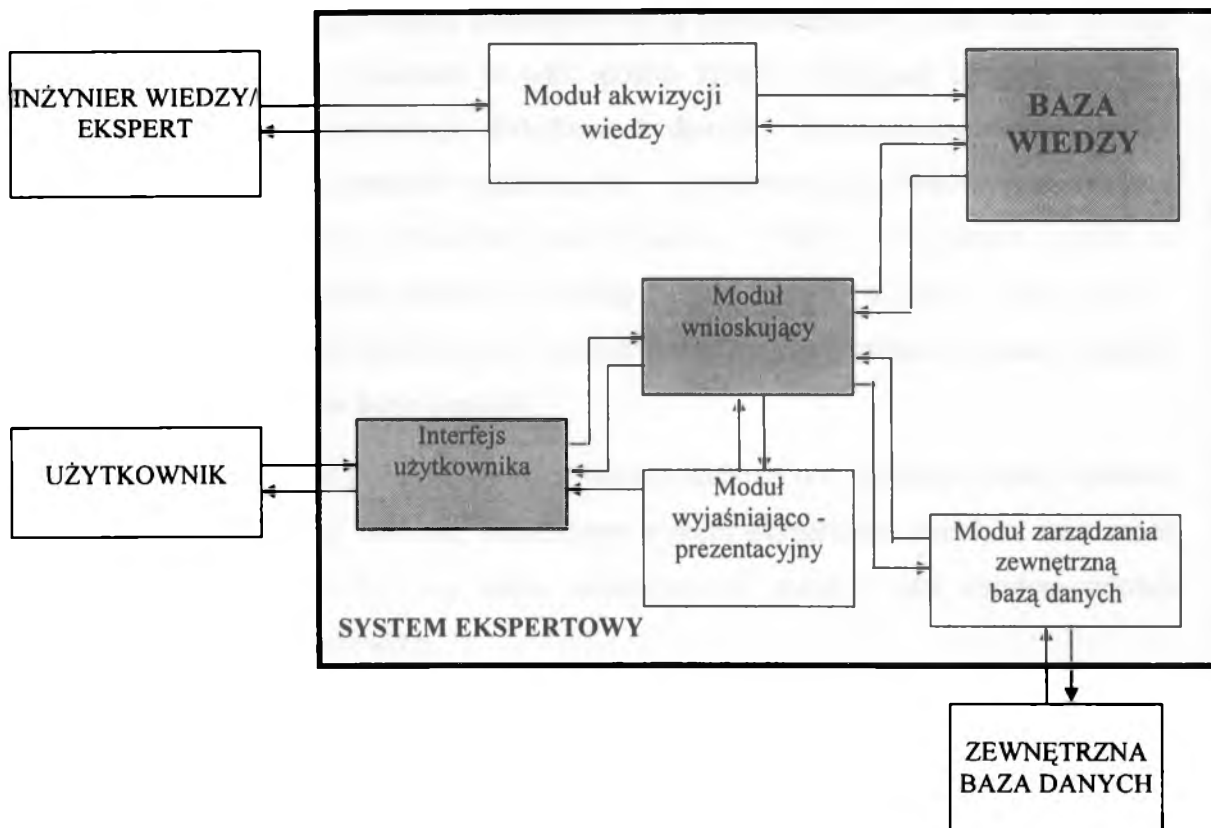 INŻYNIER WIEDZY/
EKSPERT
Moduł akwizycji
wiedzy
BAZA
WIEDZY
Moduł
wnioskujący
Interfejs
użytkownika
UŻYTKOWNIK
Moduł
wyjaśniająco -
prezentacyjny
Moduł zarządzania
zewnętrzną
bazą danych
SYSTEM EKSPERTOWY
ZEWNĘTRZNA
BAZA DANYCH